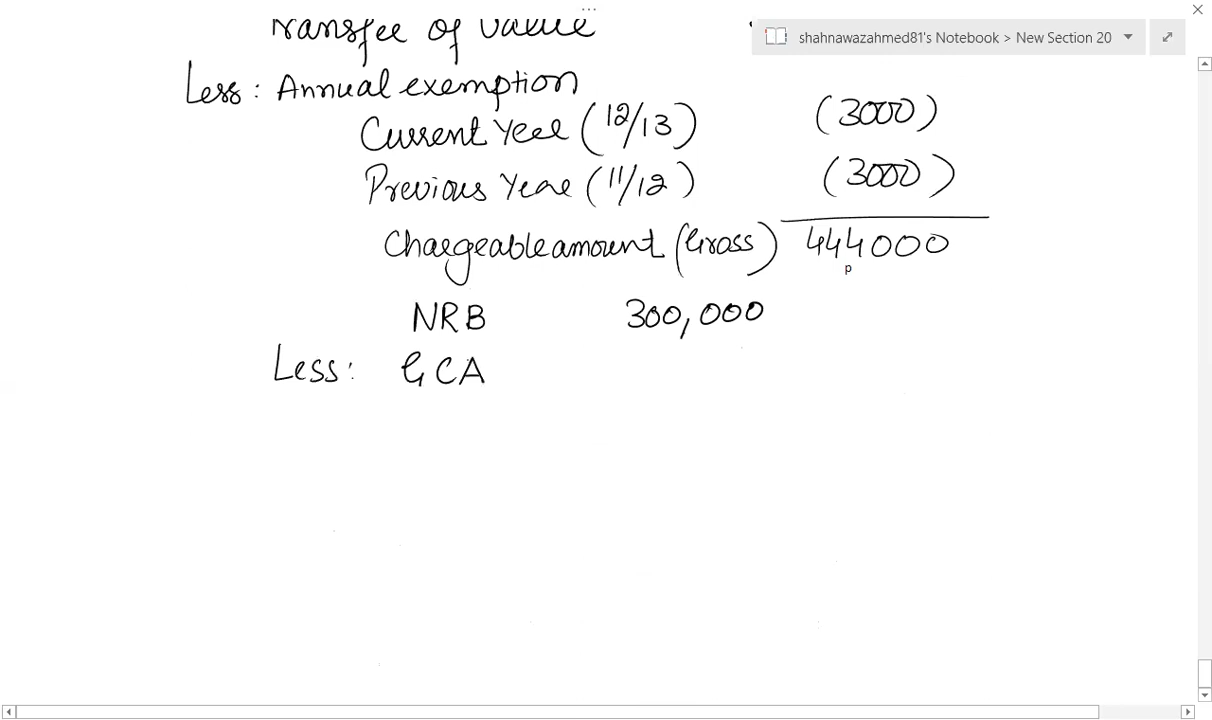 shahnawazahmed81's Notebook > New Section 20
Transfer of value
Less: Annual exemption
Current Year (12/13) (3000)
Previous Year (11/12) (3000)
Chargeable amount (Gross) 444000
p
NRB 300,000
Less: GCA